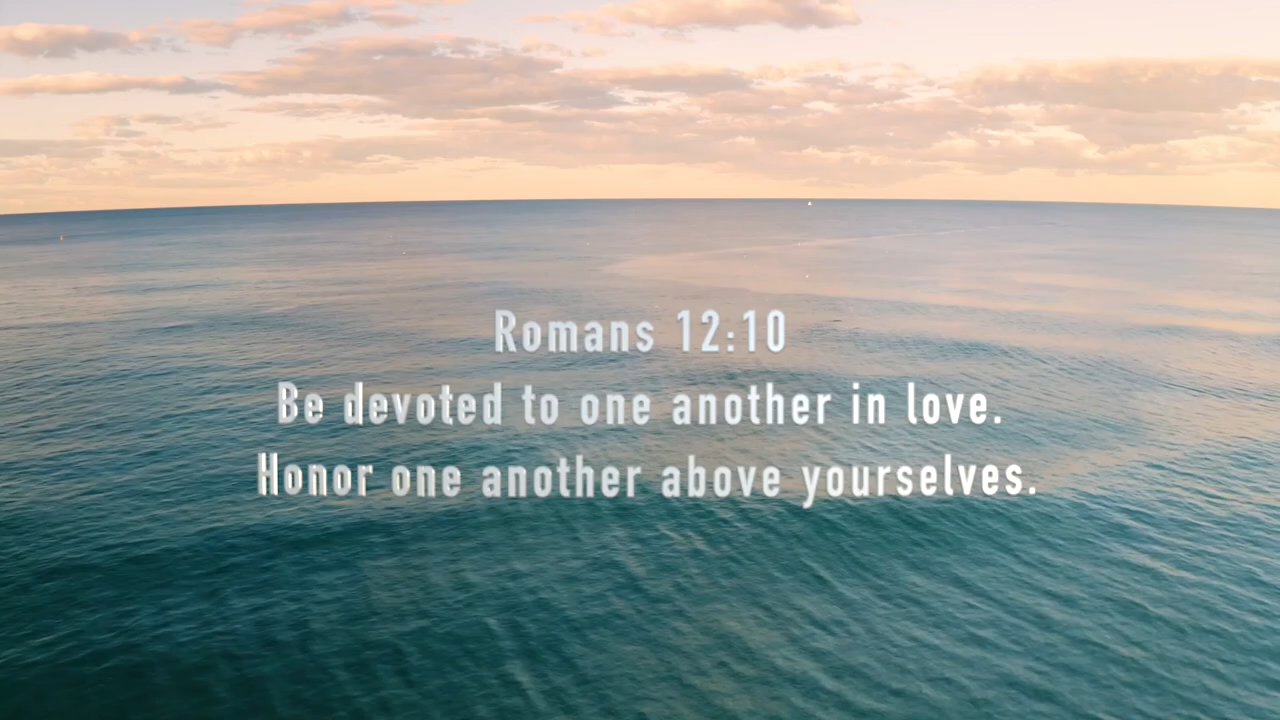 Romans 12:10
Be devoted to one another in love.
Honor one another above yourselves.